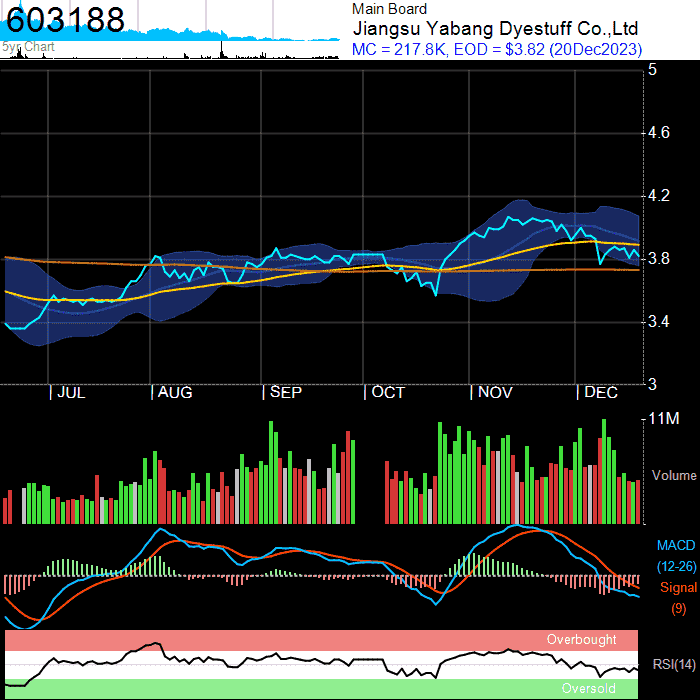 603188
5yr Chart
Main Board
Jiangsu Yabang Dyestuff Co.,Ltd
MC = 217.8K, EOD = $3.82 (20Dec2023)
5
4.6
4.2
3.8
3.4
3
JUL
AUG
SEP
OCT
NOV
DEC
11M
Volume
MACD
(12-26)
Signal
(9)
Overbought
RSI(14)
Oversold